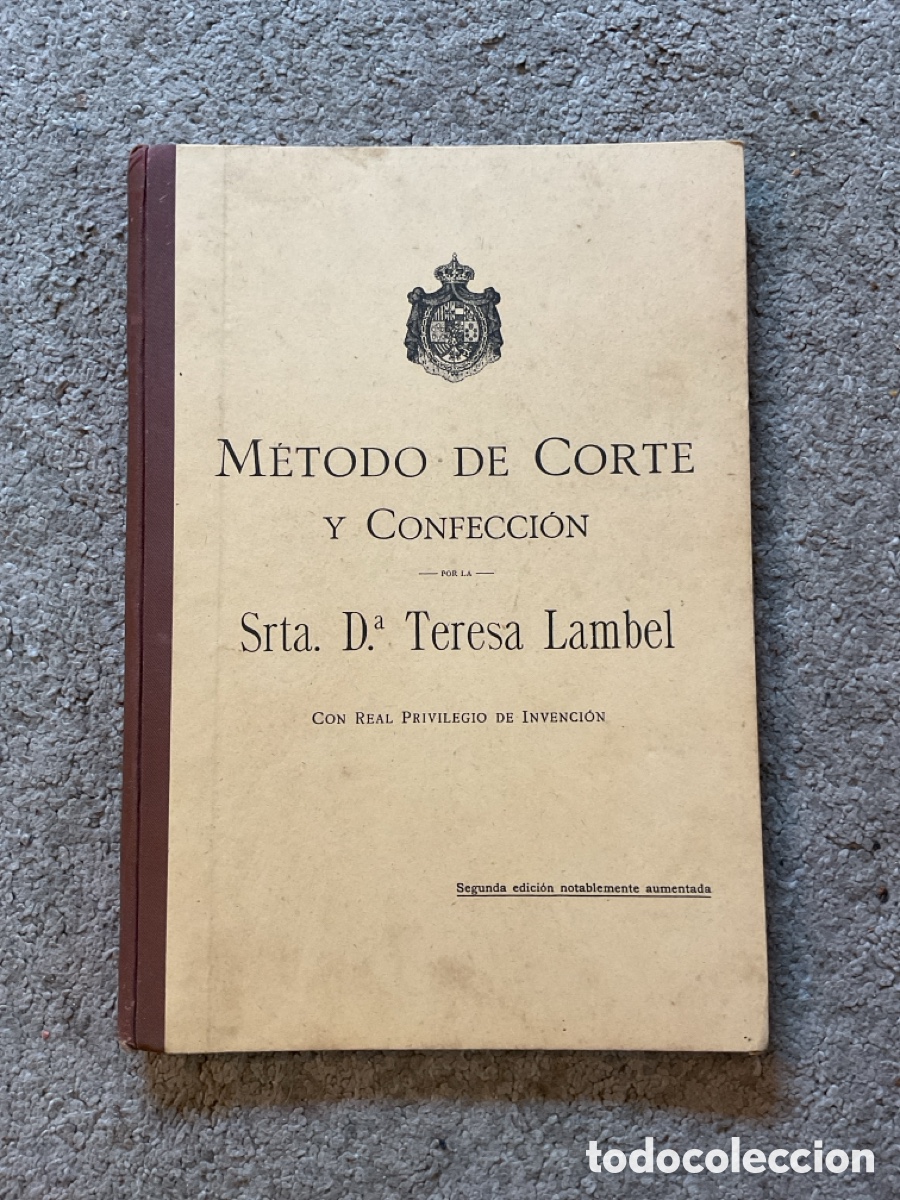 MÉTODO DE CORTE
Y CONFECCIÓN
POR LA
Srta. D.ª Teresa Lambel
CON REAL PRIVILEGIO DE INVENCIÓN
Segunda edición notablemente aumentada
todocoleccion